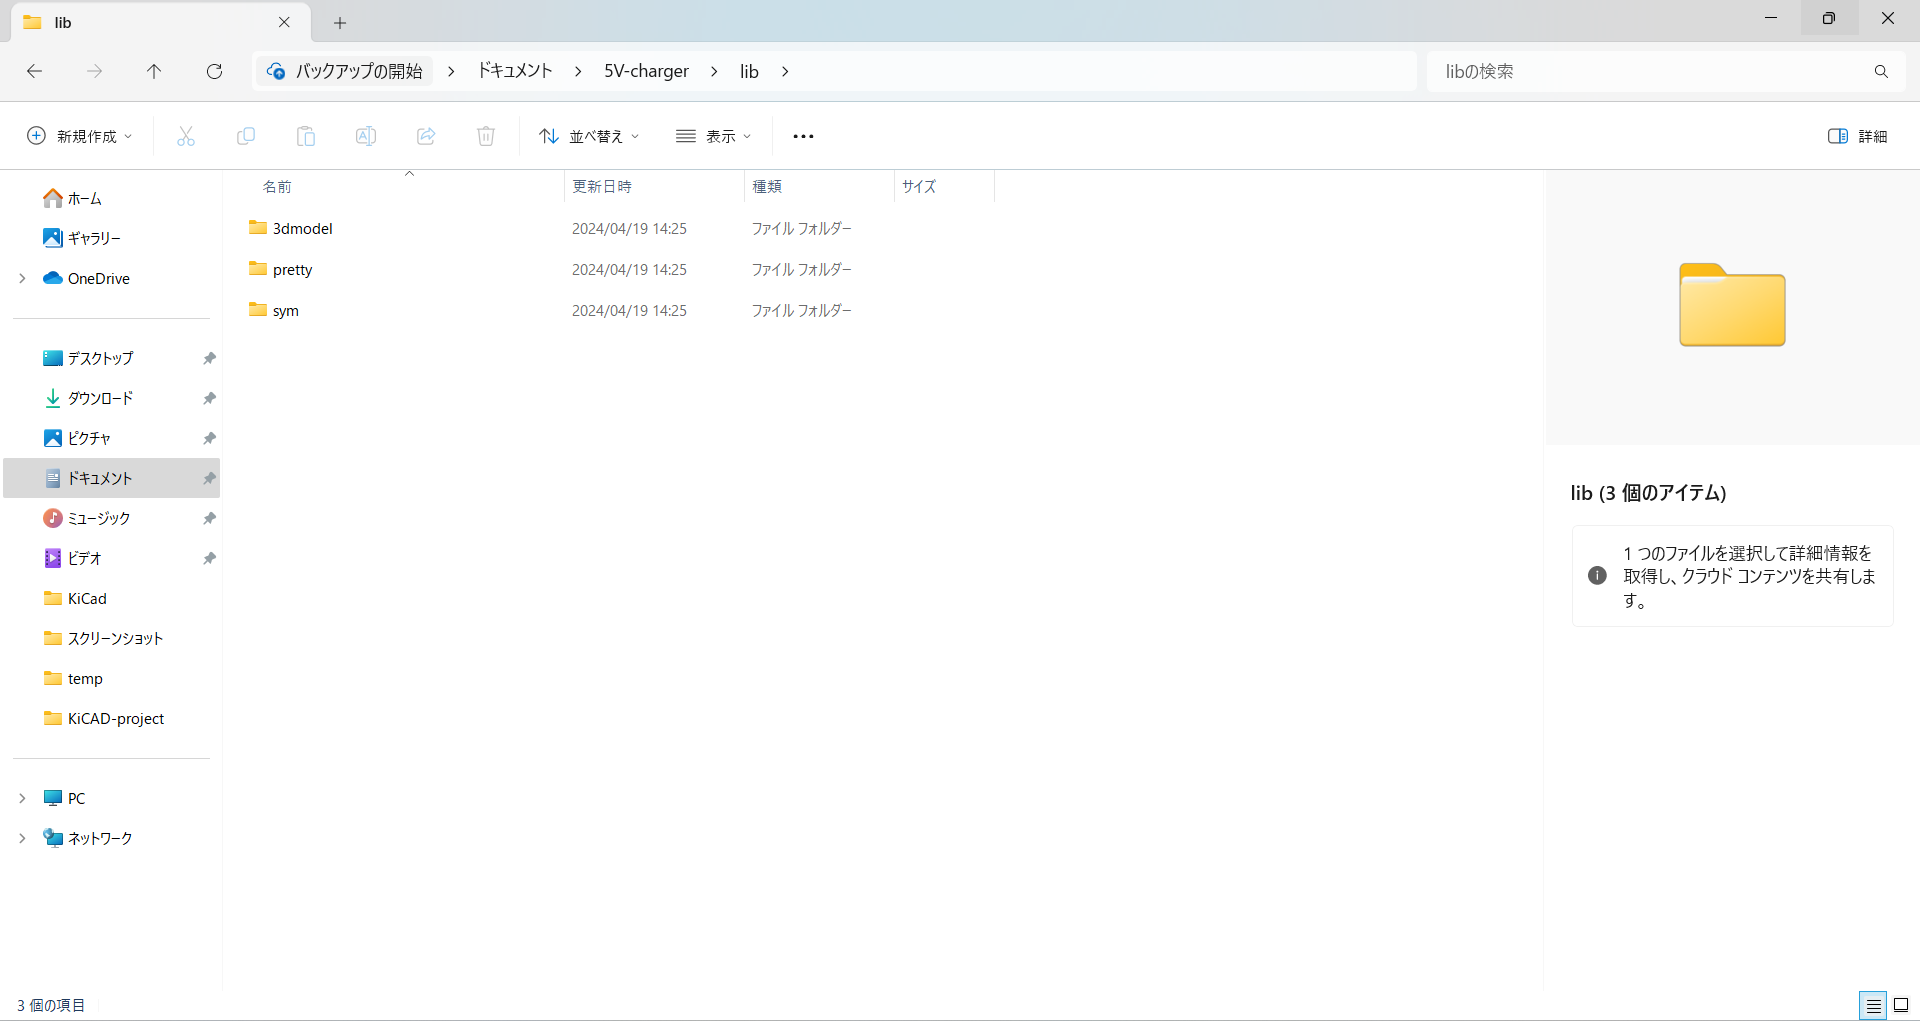 lib
バックアップの開始 > ドキュメント > 5V-charger > lib >
libの検索
新規作成
並べ替え
表示
詳細
ホーム
ギャラリー
OneDrive
デスクトップ
ダウンロード
ピクチャ
ドキュメント
ミュージック
ビデオ
KiCad
スクリーンショット
temp
KiCAD-project
PC
ネットワーク
名前 更新日時 種類 サイズ
3dmodel 2024/04/19 14:25 ファイル フォルダー
pretty 2024/04/19 14:25 ファイル フォルダー
sym 2024/04/19 14:25 ファイル フォルダー
lib (3 個のアイテム)
1 つのファイルを選択して詳細情報を
取得し、クラウド コンテンツを共有しま
す。
3 個の項目